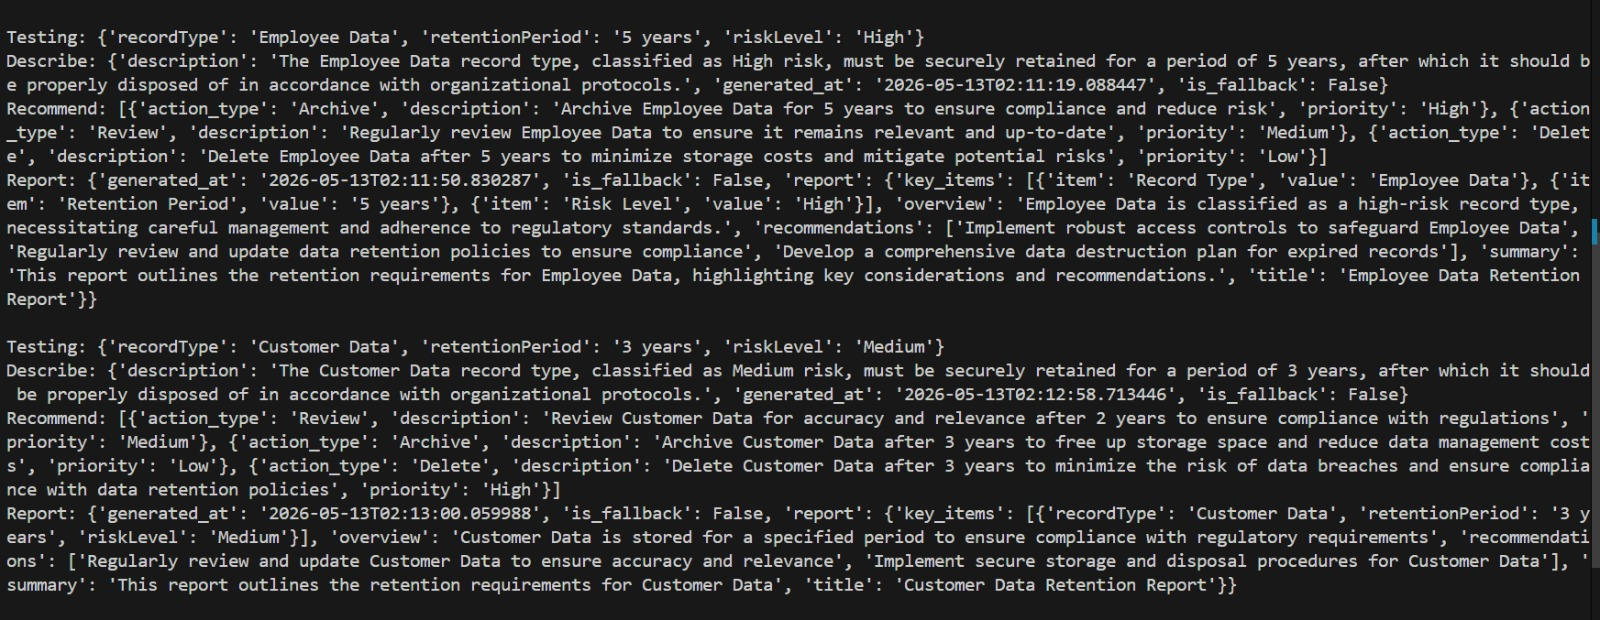 Testing: {'recordType': 'Employee Data', 'retentionPeriod': '5 years', 'riskLevel': 'High'}
Describe: {'description': 'The Employee Data record type, classified as High risk, must be securely retained for a period of 5 years, after which it should b
e properly disposed of in accordance with organizational protocols.', 'generated_at': '2026-05-13T02:11:19.088447', 'is_fallback': False}
Recommend: [{'action_type': 'Archive', 'description': 'Archive Employee Data for 5 years to ensure compliance and reduce risk', 'priority': 'High'}, {'action
_type': 'Review', 'description': 'Regularly review Employee Data to ensure it remains relevant and up-to-date', 'priority': 'Medium'}, {'action_type': 'Delet
e', 'description': 'Delete Employee Data after 5 years to minimize storage costs and mitigate potential risks', 'priority': 'Low'}]
Report: {'generated_at': '2026-05-13T02:11:50.830287', 'is_fallback': False, 'report': {'key_items': [{'item': 'Record Type', 'value': 'Employee Data'}, {'it
em': 'Retention Period', 'value': '5 years'}, {'item': 'Risk Level', 'value': 'High'}], 'overview': 'Employee Data is classified as a high-risk record type,
necessitating careful management and adherence to regulatory standards.', 'recommendations': ['Implement robust access controls to safeguard Employee Data',
'Regularly review and update data retention policies to ensure compliance', 'Develop a comprehensive data destruction plan for expired records'], 'summary':
'This report outlines the retention requirements for Employee Data, highlighting key considerations and recommendations.', 'title': 'Employee Data Retention
Report'}}
Testing: {'recordType': 'Customer Data', 'retentionPeriod': '3 years', 'riskLevel': 'Medium'}
Describe: {'description': 'The Customer Data record type, classified as Medium risk, must be securely retained for a period of 3 years, after which it should
be properly disposed of in accordance with organizational protocols.', 'generated_at': '2026-05-13T02:12:58.713446', 'is_fallback': False}
Recommend: [{'action_type': 'Review', 'description': 'Review Customer Data for accuracy and relevance after 2 years to ensure compliance with regulations', '
priority': 'Medium'}, {'action_type': 'Archive', 'description': 'Archive Customer Data after 3 years to free up storage space and reduce data management cost
s', 'priority': 'Low'}, {'action_type': 'Delete', 'description': 'Delete Customer Data after 3 years to minimize the risk of data breaches and ensure complia
nce with data retention policies', 'priority': 'High'}]
Report: {'generated_at': '2026-05-13T02:13:00.059988', 'is_fallback': False, 'report': {'key_items': [{'recordType': 'Customer Data', 'retentionPeriod': '3 y
ears', 'riskLevel': 'Medium'}], 'overview': 'Customer Data is stored for a specified period to ensure compliance with regulatory requirements', 'recommendati
ons': ['Regularly review and update Customer Data to ensure accuracy and relevance', 'Implement secure storage and disposal procedures for Customer Data'], '
summary': 'This report outlines the retention requirements for Customer Data', 'title': 'Customer Data Retention Report'}}